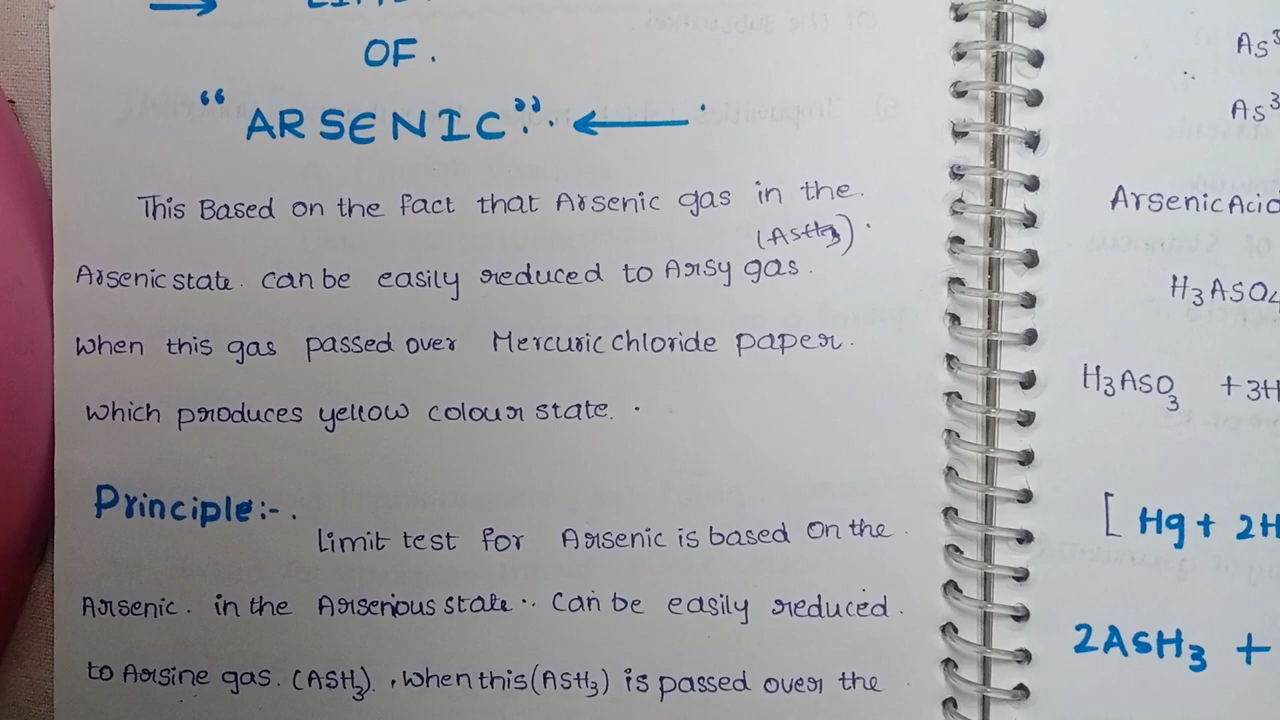 OF.
"ARSENIC".
This Based on the fact that Arsenic gas in the.
(AsH3).
Arsenic state. can be easily reduced to Arisy gas.
when this gas passed over Mercuric chloride paper.
which produces yellow colour state.
Principle:-.
Limit test for Arsenic is based on the.
Arsenic. in the Arsenious state.. can be easily reduced.
to Arsine gas. (ASH3). , when this (ASH3) is passed over the
As3
As3
Arsenic Acid
H3ASO4
H3ASO3 + 3H
[ Hg + 2H
2ASH3 +